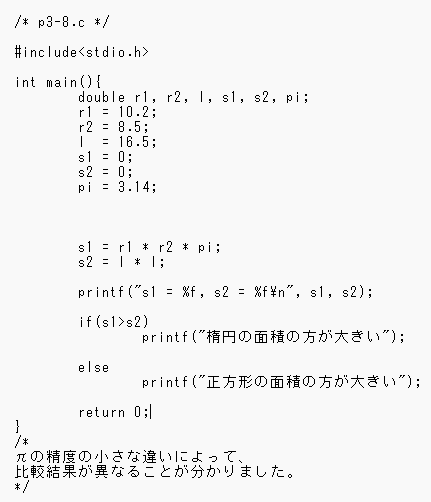 /* p3-8.c */
#include<stdio.h>
int main(){
double r1, r2, l, s1, s2, pi;
r1 = 10.2;
r2 = 8.5;
l  = 16.5;
s1 = 0;
s2 = 0;
pi = 3.14;
s1 = r1 * r2 * pi;
s2 = l * l;
printf("s1 = %f, s2 = %f¥n", s1, s2);
if(s1>s2)
printf("楕円の面積の方が大きい");
else
printf("正方形の面積の方が大きい");
return 0;
}
/*
πの精度の小さな違いによって、
比較結果が異なることが分かりました。
*/